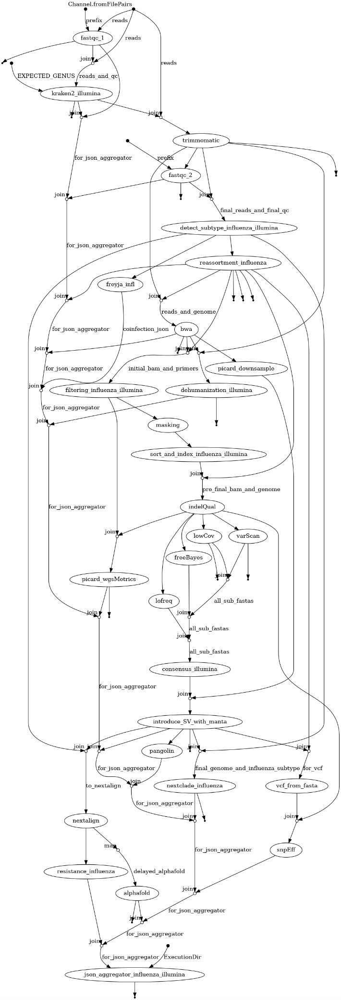 Channel.fromFilePairs
prefix
reads
fastqc_1
reads
join
reads
EXPECTED_GENUS
reads_and_qc
kraken2_illumina
join
join
trimmomatic
prefix
for_json_aggregator
fastqc_2
join
join
final_reads_and_final_qc
detect_subtype_influenza_illumina
for_json_aggregator
reassortment_influenza
freyja_infl
join
join
reads_and_genome
for_json_aggregator
coinfection_json
bwa
join
join
join
for_json_aggregator
initial_bam_and_primers
picard_downsample
join
filtering_influenza_illumina
dehumanization_illumina
for_json_aggregator
join
masking
sort_and_index_influenza_illumina
join
pre_final_bam_and_genome
for_json_aggregator
indelQual
join
lowCov
varScan
freeBayes
join
picard_wgsMetrics
lofreq
all_sub_fastas
join
join
all_sub_fastas
join
all_sub_fastas
consensus_illumina
for_json_aggregator
join
introduce_SV_with_manta
join
join
pangolin
join
join
for_json_aggregator
final_genome_and_influenza_subtype
for_vcf
join
to_nextalign
nextclade_influenza
vcf_from_fasta
for_json_aggregator
nextalign
join
join
map
for_json_aggregator
snpEff
resistance_influenza
delayed_alphafold
join
alphafold
for_json_aggregator
join
for_json_aggregator
join
for_json_aggregator
ExecutionDir
json_aggregator_influenza_illumina